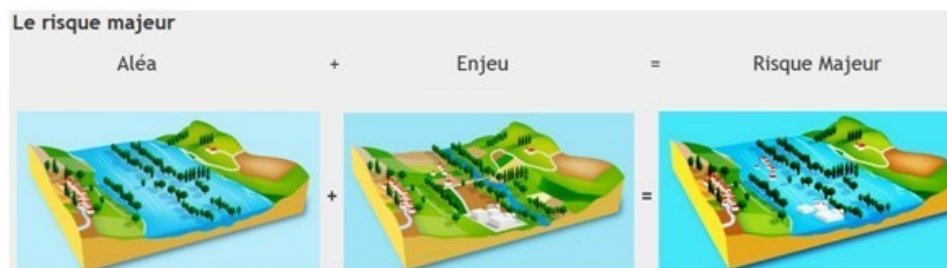 Le risque majeur
Aléa + Enjeu = Risque Majeur
+ =